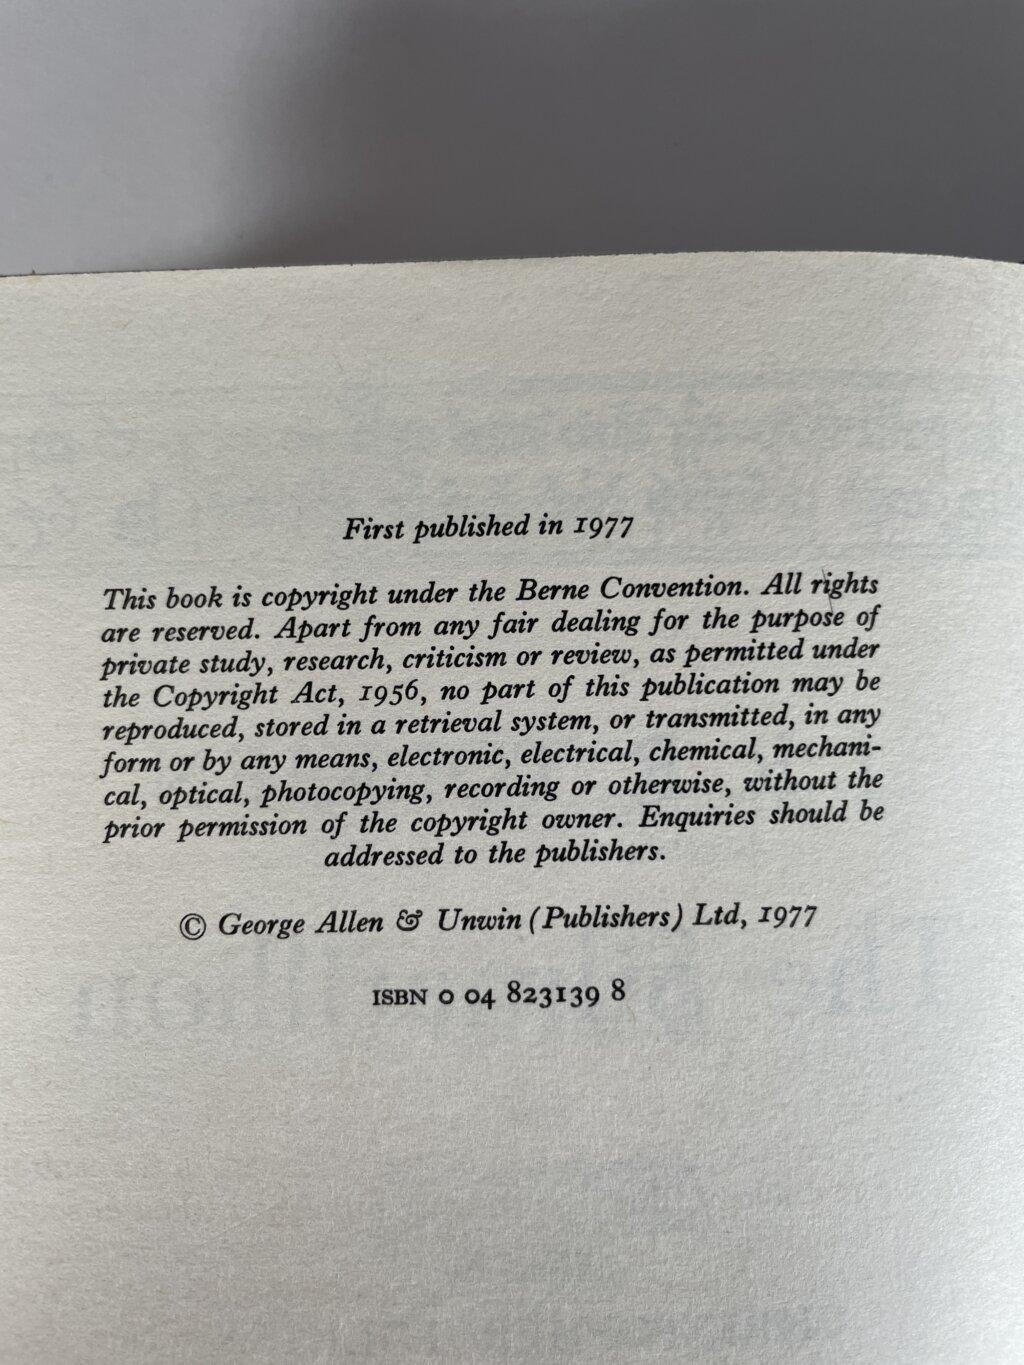 First published in 1977
This book is copyright under the Berne Convention. All rights
are reserved. Apart from any fair dealing for the purpose of
private study, research, criticism or review, as permitted under
the Copyright Act, 1956, no part of this publication may be
reproduced, stored in a retrieval system, or transmitted, in any
form or by any means, electronic, electrical, chemical, mechani-
cal, optical, photocopying, recording or otherwise, without the
prior permission of the copyright owner. Enquiries should be
addressed to the publishers.
© George Allen & Unwin (Publishers) Ltd, 1977
ISBN 0 04 823139 8